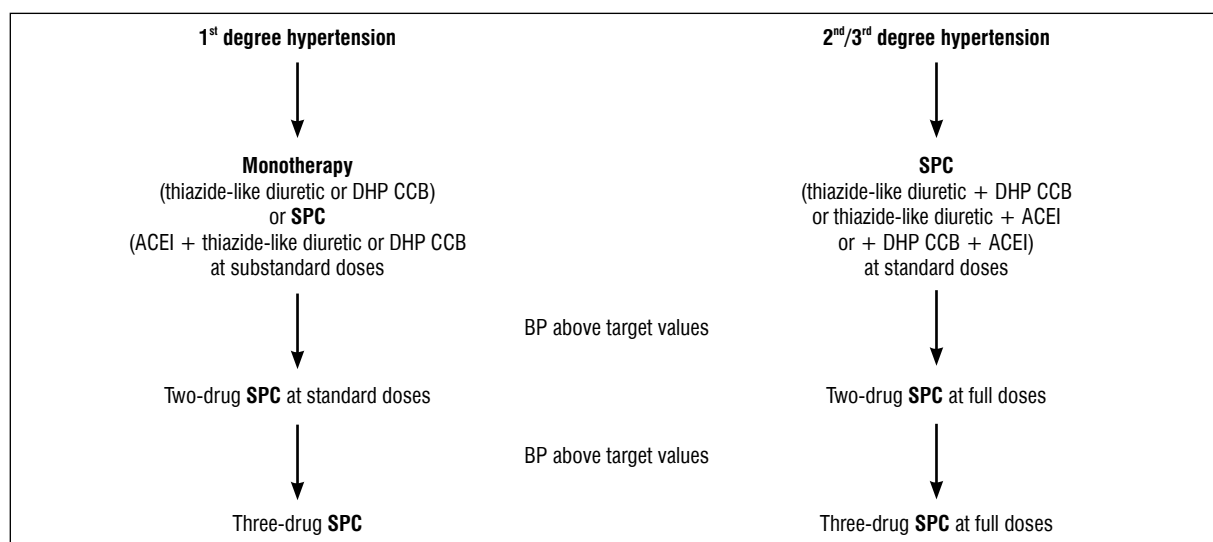 1st degree hypertension
2nd/3rd degree hypertension
Monotherapy
(thiazide-like diuretic or DHP CCB)
or SPC
(ACEI + thiazide-like diuretic or DHP CCB
at substandard doses
SPC
(thiazide-like diuretic + DHP CCB
or thiazide-like diuretic + ACEI
or + DHP CCB + ACEI)
at standard doses
BP above target values
Two-drug SPC at standard doses
Two-drug SPC at full doses
BP above target values
Three-drug SPC
Three-drug SPC at full doses